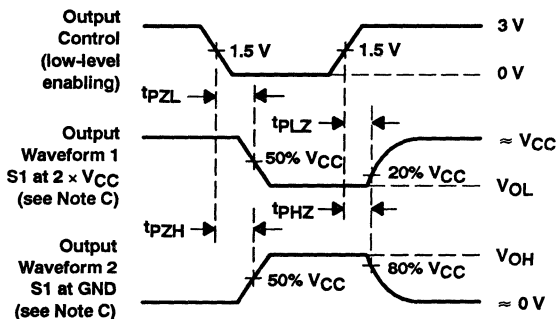 Output
Control
(low-level
enabling)
1.5 V
1.5 V
3 V
0 V
tPZL
tPLZ
Output
Waveform 1
S1 at 2 × VCC
(see Note C)
50% VCC
20% VCC
≈ VCC
VOL
tPZH
tPHZ
Output
Waveform 2
S1 at GND
(see Note C)
50% VCC
80% VCC
VOH
≈ 0 V